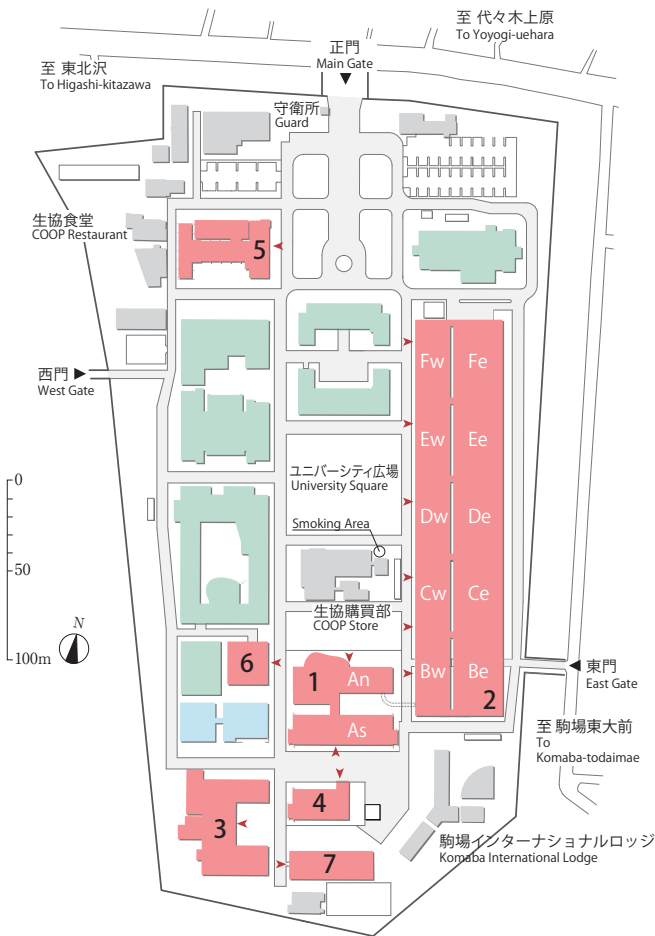 至 代々木上原
To Yoyogi-uehara
正門
Main Gate
至 東北沢
To Higashi-kitazawa
守衛所
Guard
生協食堂
COOP Restaurant
5
Fw
Fe
西門
West Gate
Ew
Ee
ユニバーシティ広場
University Square
0
Dw
De
Smoking Area
50
Cw
Ce
生協購買部
COOP Store
N
100m
6
1
An
Bw
Be
2
東門
East Gate
As
至 駒場東大前
To
Komaba-todaimae
4
3
駒場インターナショナルロッジ
Komaba International Lodge
7